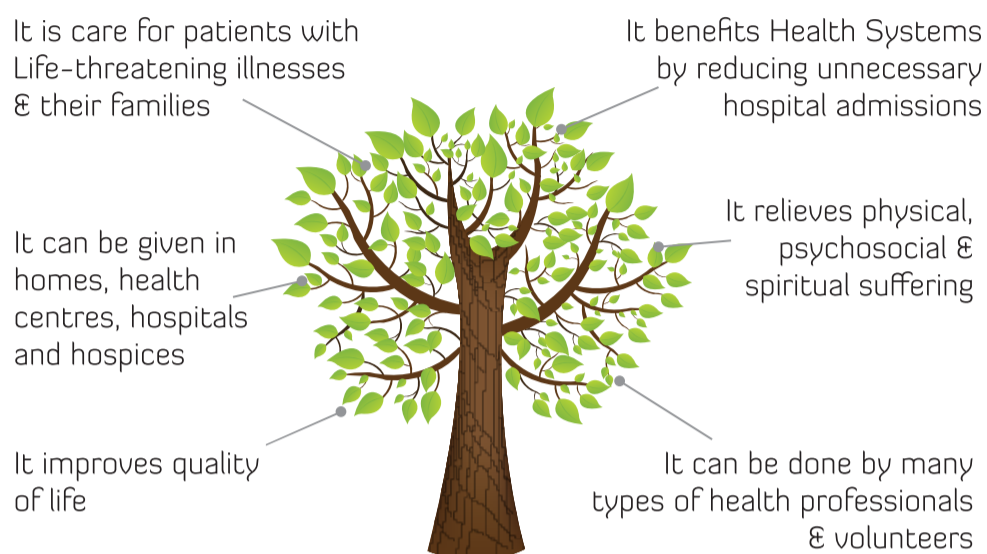 It is care for patients with
Life-threatening illnesses
& their families
It can be given in
homes, health
centres, hospitals
and hospices
It improves quality
of life
It benefits Health Systems
by reducing unnecessary
hospital admissions
It relieves physical,
psychosocial &
spiritual suffering
It can be done by many
types of health professionals
& volunteers